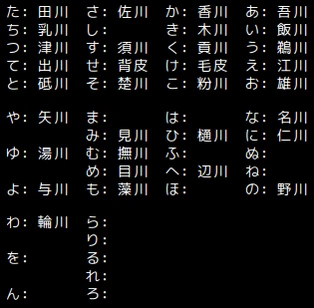 た: 田川 さ: 佐川 か: 香川 あ: 吾川
ち: 乳川 し: き: 木川 い: 飯川
つ: 津川 す: 須川 く: 貢川 う: 鵜川
て: 出川 せ: 背皮 け: 毛皮 え: 江川
と: 砥川 そ: 楚川 こ: 粉川 お: 雄川
や: 矢川 ま: は: な: 名川
み: 見川 ひ: 樋川 に: 仁川
ゆ: 湯川 む: 撫川 ふ: ぬ:
め: 目川 へ: 辺川 ね:
よ: 与川 も: 藻川 ほ: の: 野川
わ: 輪川 ら:
り:
を: る:
れ:
ん: ろ: